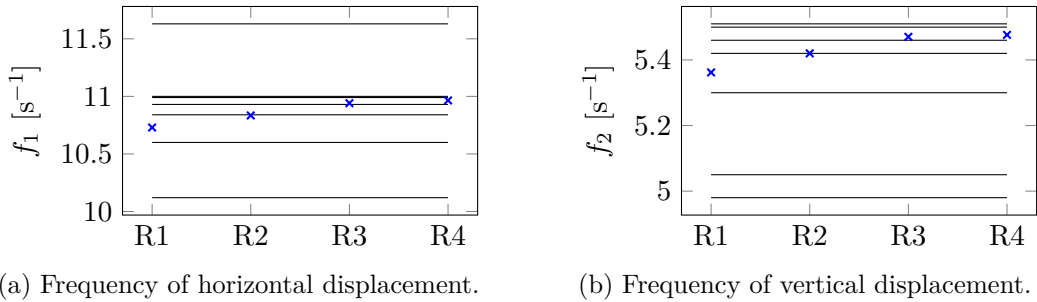 11.5
11
10.5
10
f₁ [s⁻¹]
R1 R2 R3 R4
(a) Frequency of horizontal displacement.
5.4
5.2
5
f₂ [s⁻¹]
R1 R2 R3 R4
(b) Frequency of vertical displacement.